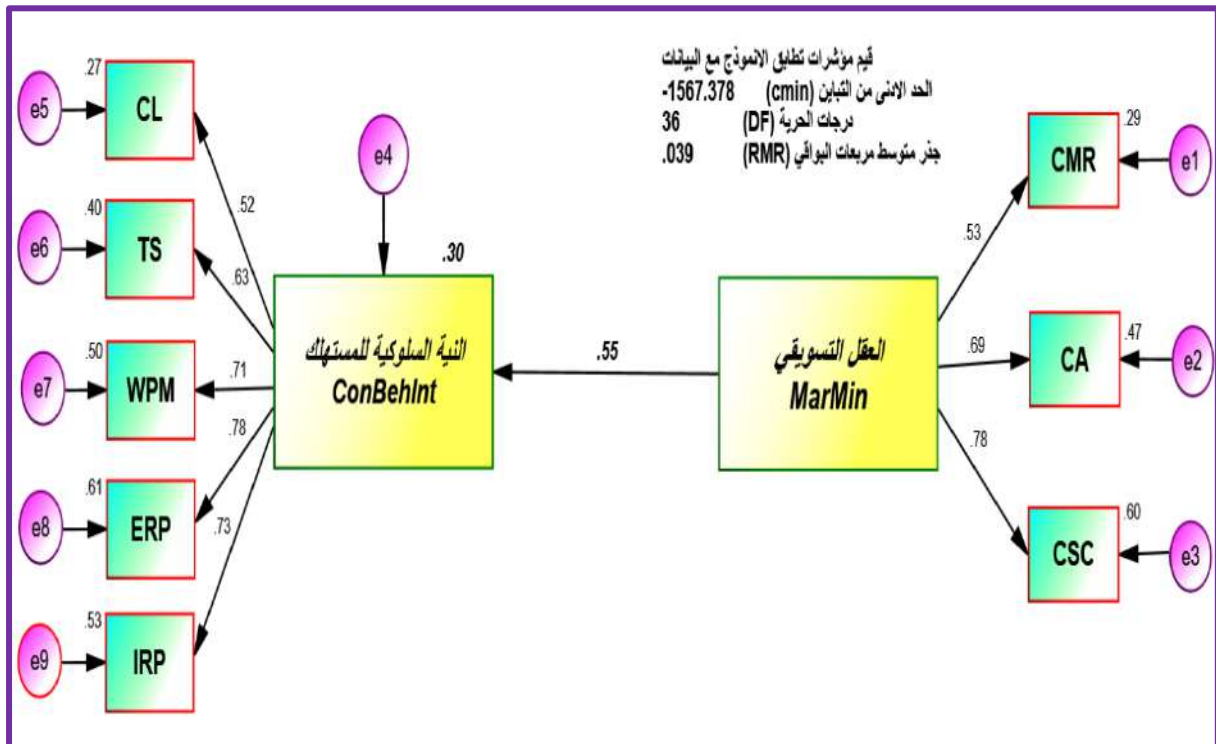 قيم مؤشرات تطابق الانموذج مع البيانات
الحد الادنى من التباين (cmin) -1567.378
درجات الحرية (DF) 36
جذر متوسط مربعات البواقي (RMR) .039
e5
.27
CL
.52
e6
.40
TS
.63
e7
.50
WPM
.71
e8
.61
ERP
.78
e9
.53
IRP
.73
e4
.30
النية السلوكية للمستهلك
ConBehInt
.55
العقل التسويقي
MarMin
.53
.29
CMR
e1
.69
.47
CA
e2
.78
.60
CSC
e3